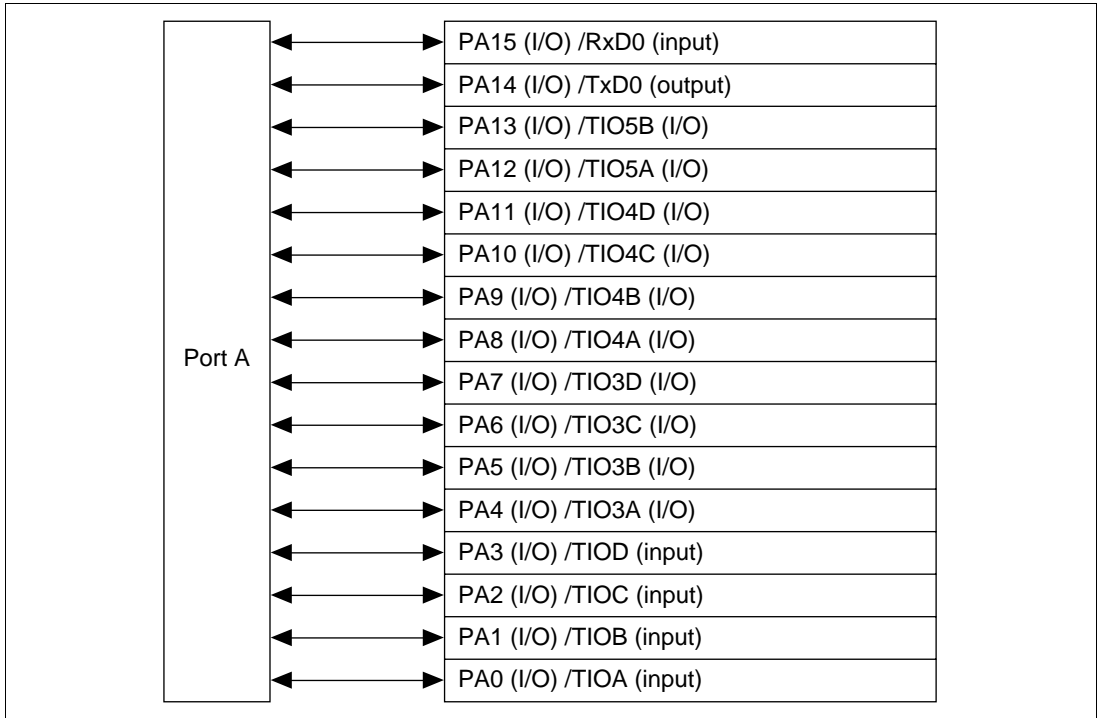 PA15 (I/O) /RxD0 (input)
PA14 (I/O) /TxD0 (output)
PA13 (I/O) /TIO5B (I/O)
PA12 (I/O) /TIO5A (I/O)
PA11 (I/O) /TIO4D (I/O)
PA10 (I/O) /TIO4C (I/O)
PA9 (I/O) /TIO4B (I/O)
PA8 (I/O) /TIO4A (I/O)
Port A
PA7 (I/O) /TIO3D (I/O)
PA6 (I/O) /TIO3C (I/O)
PA5 (I/O) /TIO3B (I/O)
PA4 (I/O) /TIO3A (I/O)
PA3 (I/O) /TIOD (input)
PA2 (I/O) /TIOC (input)
PA1 (I/O) /TIOB (input)
PA0 (I/O) /TIOA (input)